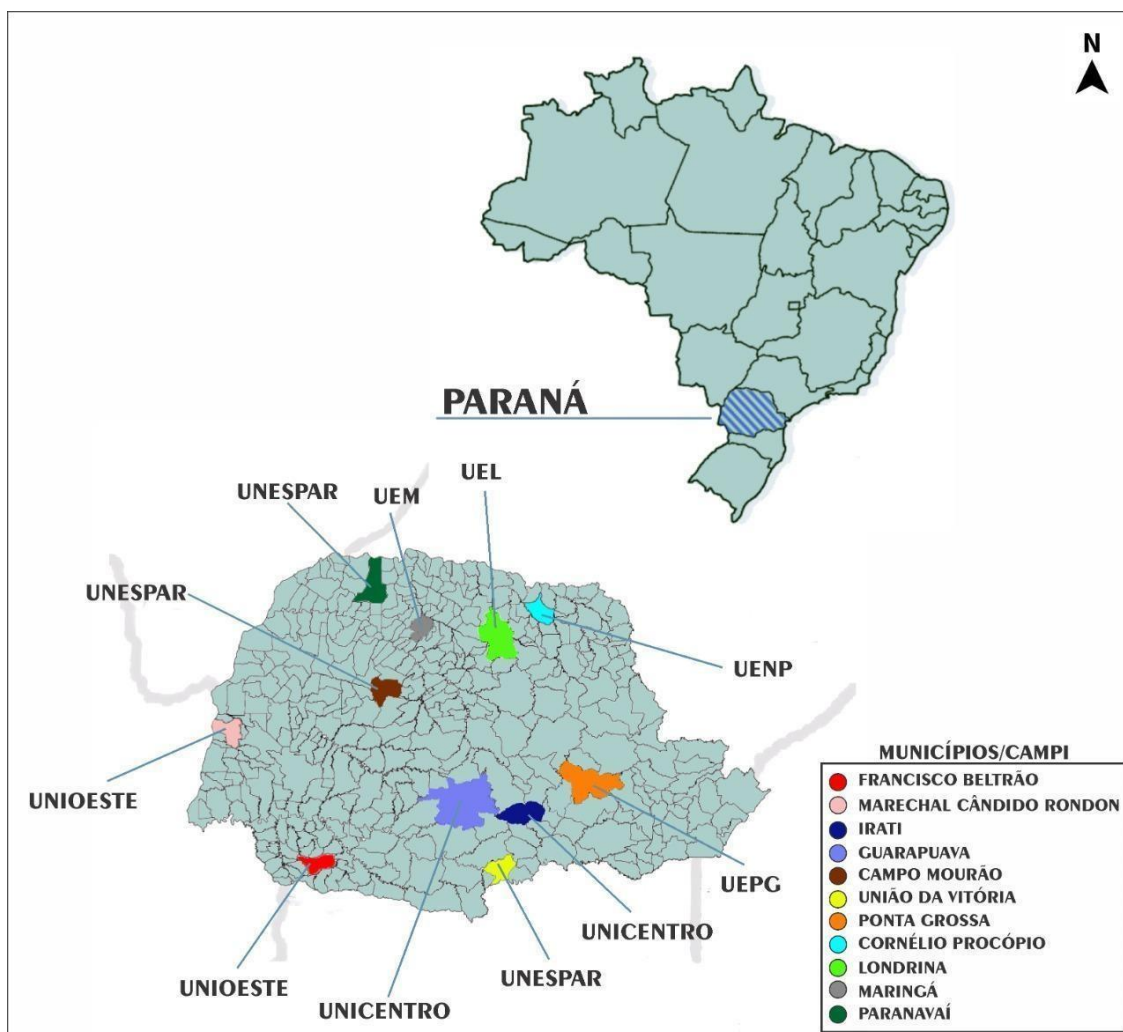 N
PARANÁ
UEL
UNESPAR
UEM
UNESPAR
UENP
UNIOESTE
UEPG
UNICENTRO
UNESPAR
UNIOESTE
UNICENTRO
MUNICÍPIOS/CAMPI
FRANCISCO BELTRÃO
MARECHAL CÂNDIDO RONDON
IRATI
GUARAPUAVA
CAMPO MOURÃO
UNIÃO DA VITÓRIA
PONTA GROSSA
CORNÉLIO PROCÓPIO
LONDRINA
MARINGÁ
PARANAVAÍ